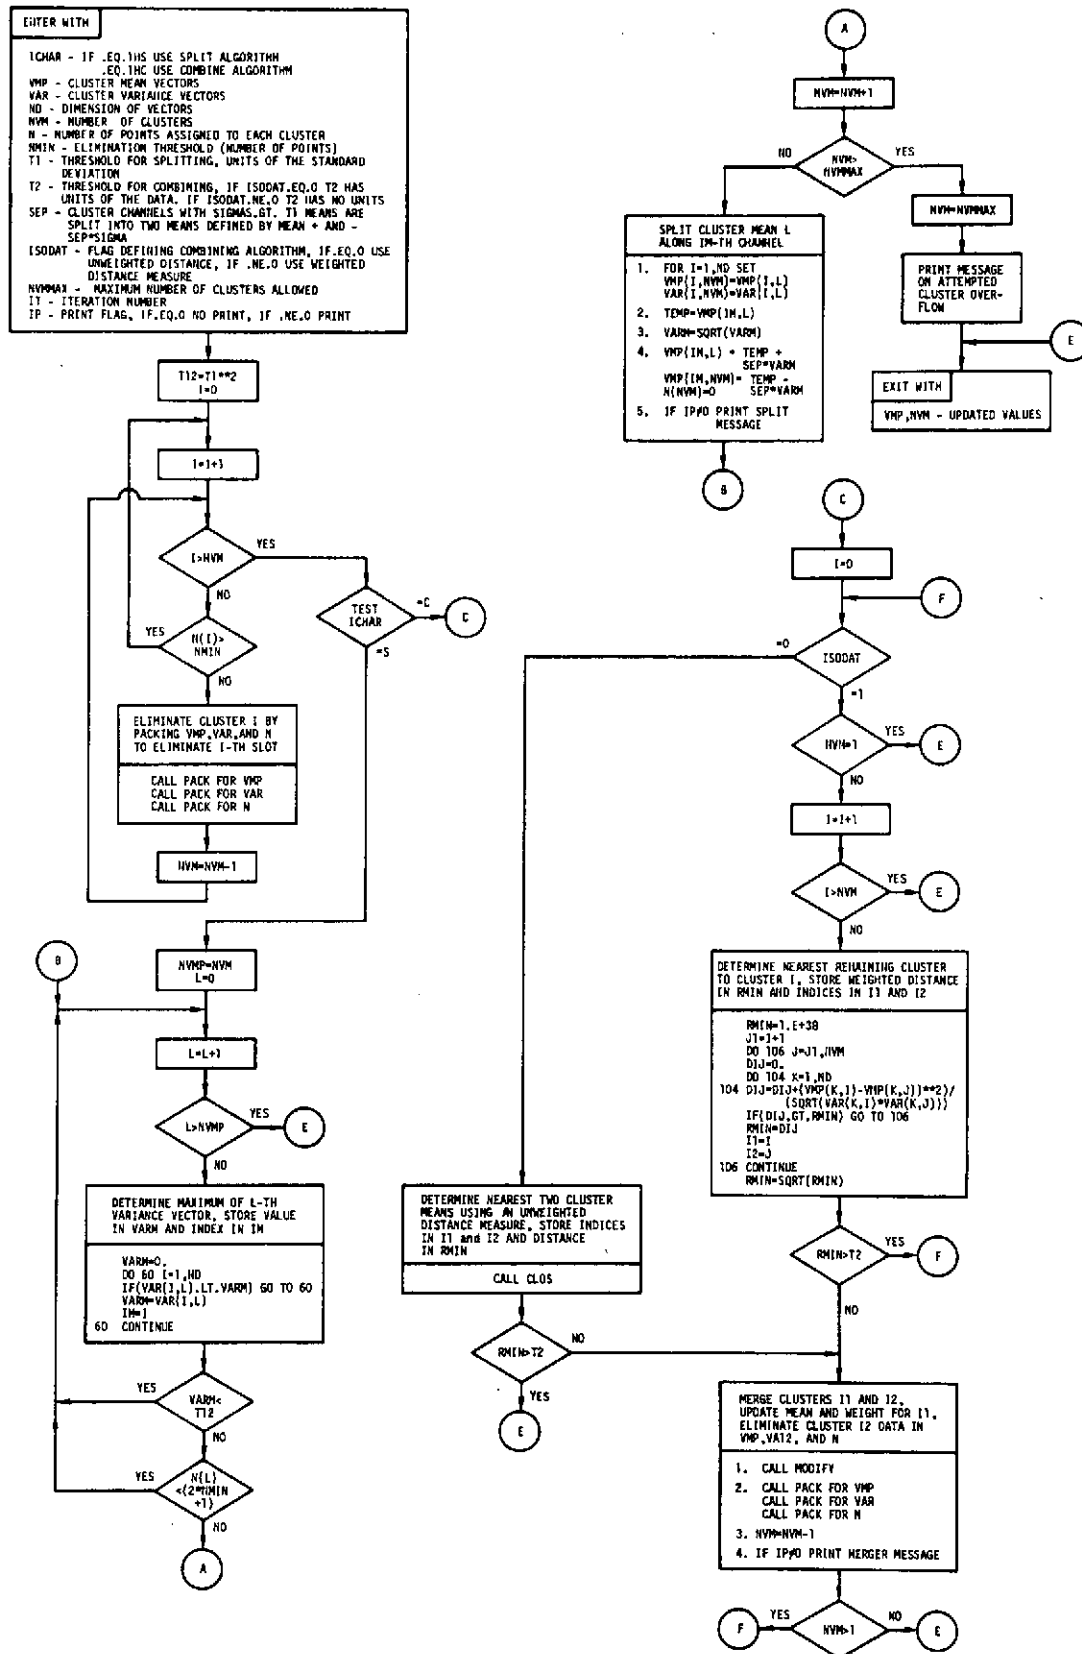 ENTER WITH
ICHAR - IF .EQ.1HS USE SPLIT ALGORITHM
.EQ.1HC USE COMBINE ALGORITHM
VMP - CLUSTER MEAN VECTORS
VAR - CLUSTER VARIANCE VECTORS
ND - DIMENSION OF VECTORS
NVM - NUMBER OF CLUSTERS
N - NUMBER OF POINTS ASSIGNED TO EACH CLUSTER
NMIN - ELIMINATION THRESHOLD (NUMBER OF POINTS)
T1 - THRESHOLD FOR SPLITTING, UNITS OF THE STANDARD
DEVIATION
T2 - THRESHOLD FOR COMBINING, IF ISODAT.EQ.0 T2 HAS
UNITS OF THE DATA. IF ISODAT.NE.0 T2 HAS NO UNITS
SEP - CLUSTER CHANNELS WITH SIGMAS.GT. T1 MEANS ARE
SPLIT INTO TWO MEANS DEFINED BY MEAN + AND -
SEP*SIGMA
ISODAT - FLAG DEFINING COMBINING ALGORITHM, IF.EQ.0 USE
UNWEIGHTED DISTANCE, IF .NE.0 USE WEIGHTED
DISTANCE MEASURE
NVMMAX - MAXIMUM NUMBER OF CLUSTERS ALLOWED
IT - ITERATION NUMBER
IP - PRINT FLAG, IF.EQ.0 NO PRINT, IF .NE.0 PRINT
T12=T1**2
I=0
I=I+1
I>NVM
YES
NO
TEST
ICHAR
=C
C
=S
N(I)>
NMIN
YES
NO
ELIMINATE CLUSTER I BY
PACKING VMP,VAR,AND N
TO ELIMINATE I-TH SLOT
CALL PACK FOR VMP
CALL PACK FOR VAR
CALL PACK FOR N
NVM=NVM-1
B
NVMP=NVM
L=0
L=L+1
L>NVMP
YES
E
NO
DETERMINE MAXIMUM OF L-TH
VARIANCE VECTOR, STORE VALUE
IN VARM AND INDEX IN IM
VARM=0.
DO 60 I=1,ND
IF(VAR(I,L).LT.VARM) GO TO 60
VARM=VAR(I,L)
IM=I
60 CONTINUE
YES
VARM<
T12
NO
YES
N(L)
<(2*NMIN
+1)
NO
A
A
NVM=NVM+1
NO
NVM>
NVMMAX
YES
SPLIT CLUSTER MEAN L
ALONG IM-TH CHANNEL
1. FOR I=1,ND SET
VMP(I,NVM)=VMP(I,L)
VAR(I,NVM)=VAR(I,L)
2. TEMP=VMP(IM,L)
3. VARM=SQRT(VARM)
4. VMP(IM,L) = TEMP +
SEP*VARM
VMP(IM,NVM)= TEMP -
N(NVM)=0 SEP*VARM
5. IF IP≠0 PRINT SPLIT
MESSAGE
B
NVM=NVMMAX
PRINT MESSAGE
ON ATTEMPTED
CLUSTER OVER-
FLOW
E
EXIT WITH
VMP,NVM - UPDATED VALUES
C
I=0
F
=0
ISODAT
=1
NVM=1
YES
E
NO
I=I+1
I>NVM
YES
E
NO
DETERMINE NEAREST REMAINING CLUSTER
TO CLUSTER I, STORE WEIGHTED DISTANCE
IN RMIN AND INDICES IN I1 AND I2
RMIN=1.E+38
J1=I+1
DO 106 J=J1,NVM
DIJ=0.
DO 104 K=1,ND
104 DIJ=DIJ+(VMP(K,I)-VMP(K,J))**2)/
(SQRT(VAR(K,I)*VAR(K,J)))
IF(DIJ.GT.RMIN) GO TO 106
RMIN=DIJ
I1=I
I2=J
106 CONTINUE
RMIN=SQRT(RMIN)
RMIN>T2
YES
F
NO
DETERMINE NEAREST TWO CLUSTER
MEANS USING AN UNWEIGHTED
DISTANCE MEASURE, STORE INDICES
IN I1 and I2 AND DISTANCE
IN RMIN
CALL CLOS
RMIN>T2
NO
YES
E
MERGE CLUSTERS I1 AND I2,
UPDATE MEAN AND WEIGHT FOR I1,
ELIMINATE CLUSTER I2 DATA IN
VMP,VA12, AND N
1. CALL MODIFY
2. CALL PACK FOR VMP
CALL PACK FOR VAR
CALL PACK FOR N
3. NVM=NVM-1
4. IF IP≠0 PRINT MERGER MESSAGE
F
YES
NVM>1
NO
E